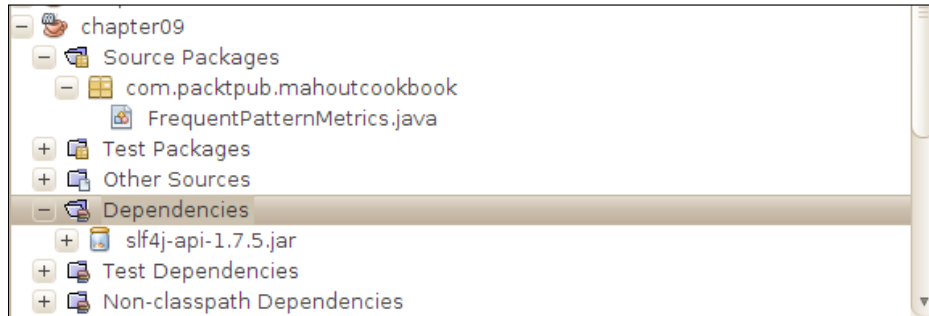 chapter09
Source Packages
com.packtpub.mahoutcookbook
FrequentPatternMetrics.java
Test Packages
Other Sources
Dependencies
slf4j-api-1.7.5.jar
Test Dependencies
Non-classpath Dependencies